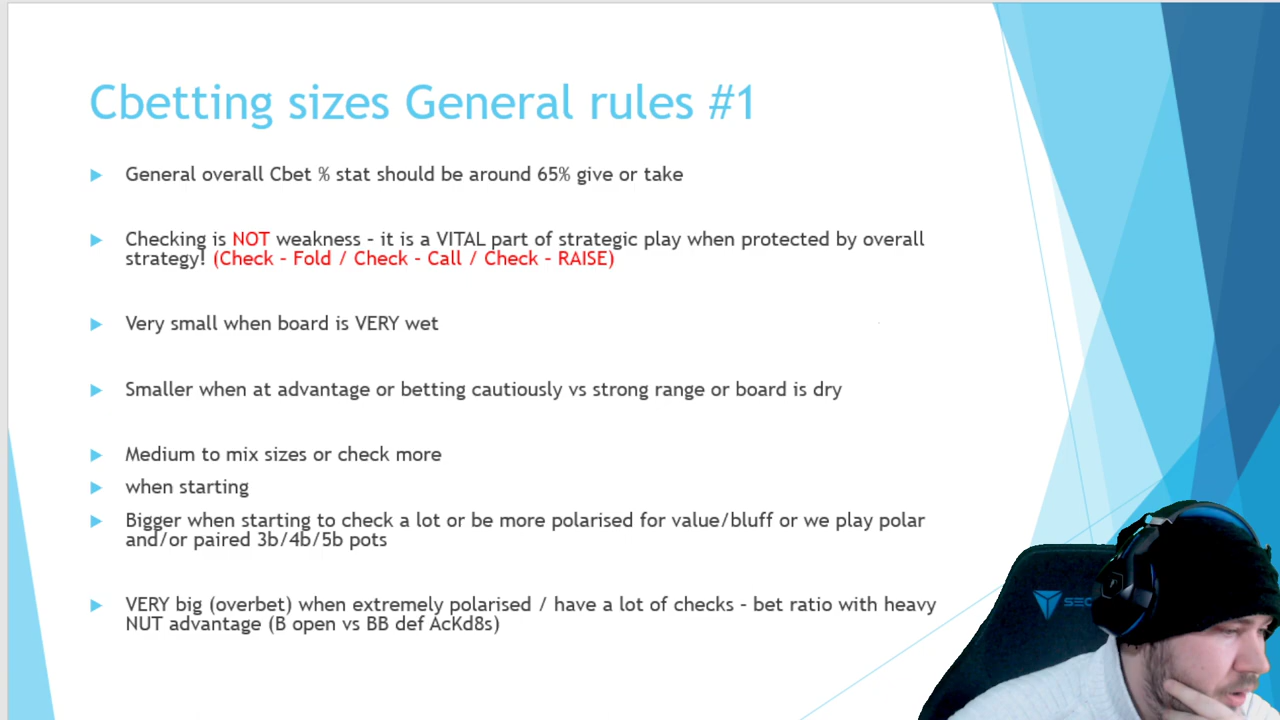 Cbetting sizes General rules #1
General overall Cbet % stat should be around 65% give or take
Checking is NOT weakness – it is a VITAL part of strategic play when protected by overall
strategy! (Check – Fold / Check – Call / Check – RAISE)
Very small when board is VERY wet
Smaller when at advantage or betting cautiously vs strong range or board is dry
Medium to mix sizes or check more
when starting
Bigger when starting to check a lot or be more polarised for value/bluff or we play polar
and/or paired 3b/4b/5b pots
VERY big (overbet) when extremely polarised / have a lot of checks – bet ratio with heavy
NUT advantage (B open vs BB def AcKd8s)